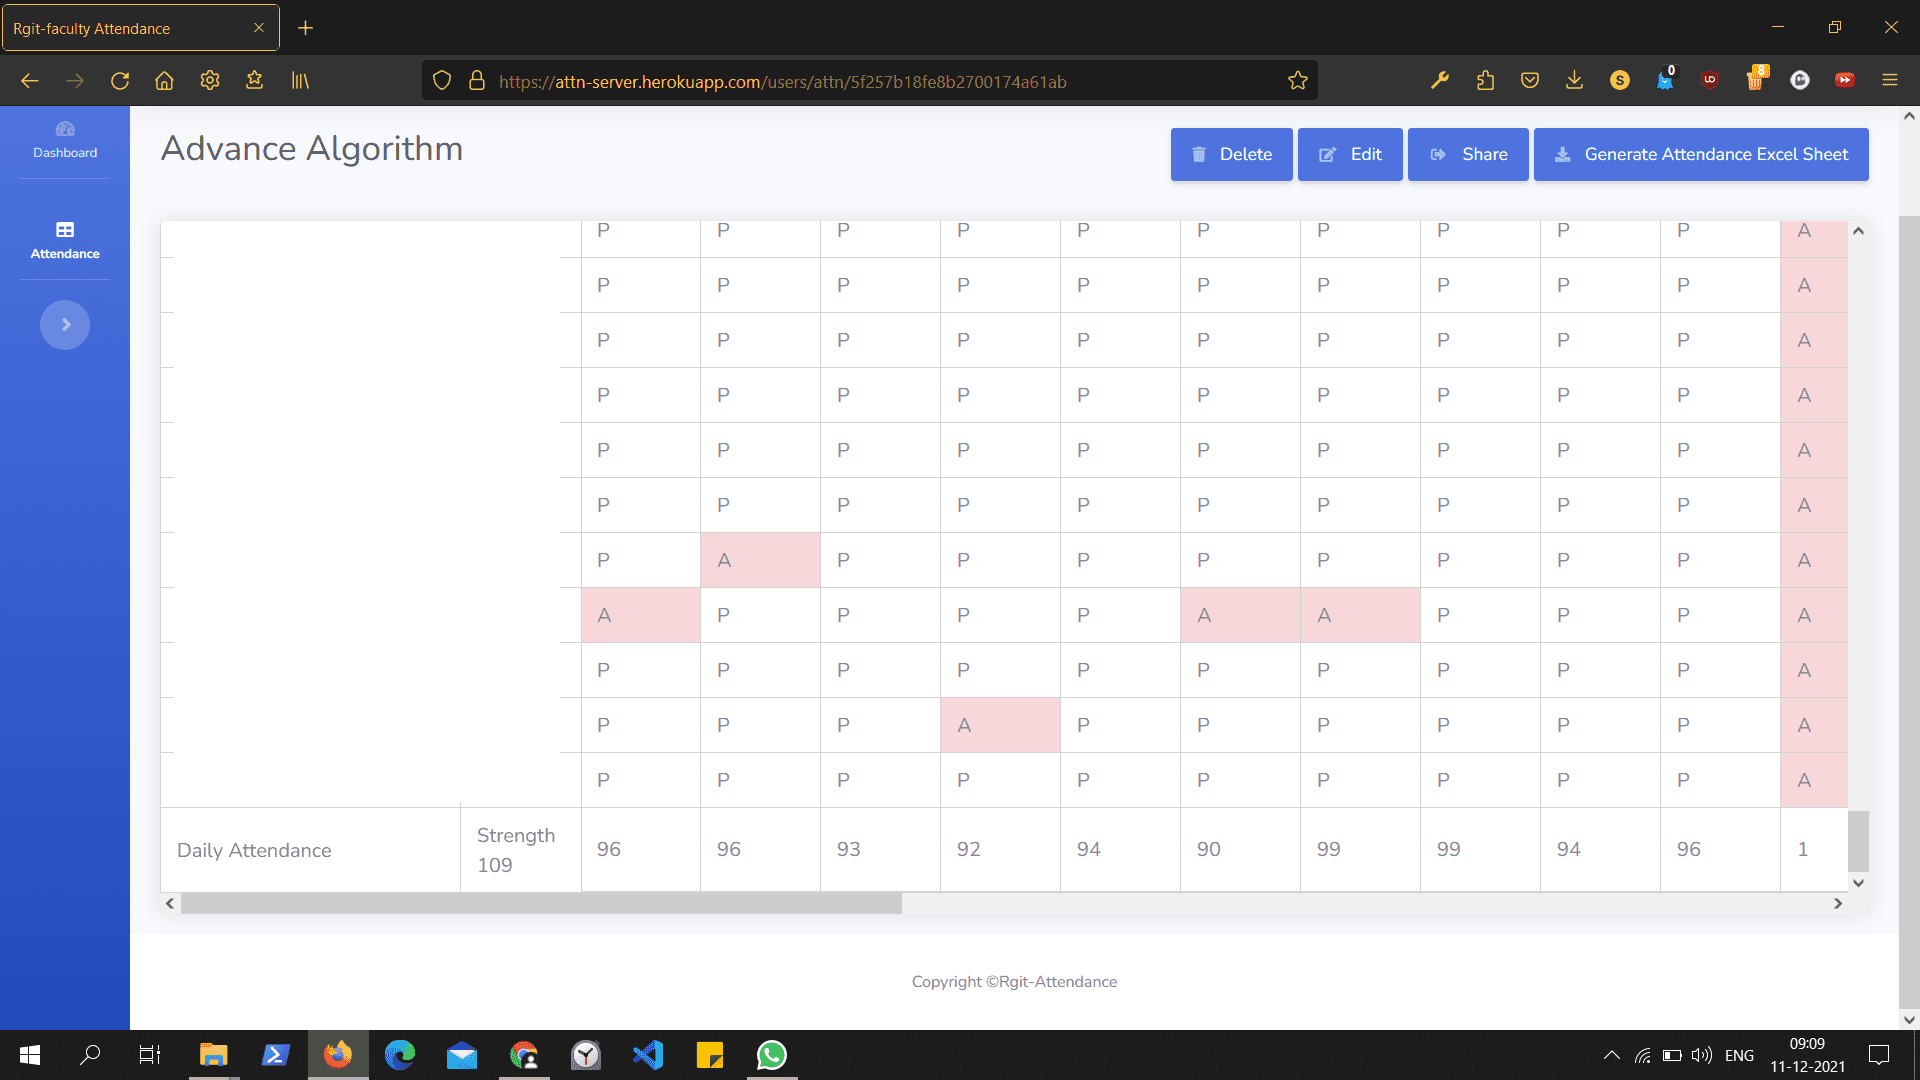 Rgit-faculty Attendance
https://attn-server.herokuapp.com/users/attn/5f257b18fe8b2700174a61ab
S
0
8
Dashboard
Attendance
Advance Algorithm
Delete
Edit
Share
Generate Attendance Excel Sheet
P P P P P P P P P P A
P P P P P P P P P P A
P P P P P P P P P P A
P P P P P P P P P P A
P P P P P P P P P P A
P P P P P P P P P P A
P A P P P P P P P P A
A P P P P A A P P P A
P P P P P P P P P P A
P P P A P P P P P P A
P P P P P P P P P P A
Daily Attendance
Strength
109
96 96 93 92 94 90 99 99 94 96 1
Copyright ©Rgit-Attendance
ENG
09:09
11-12-2021